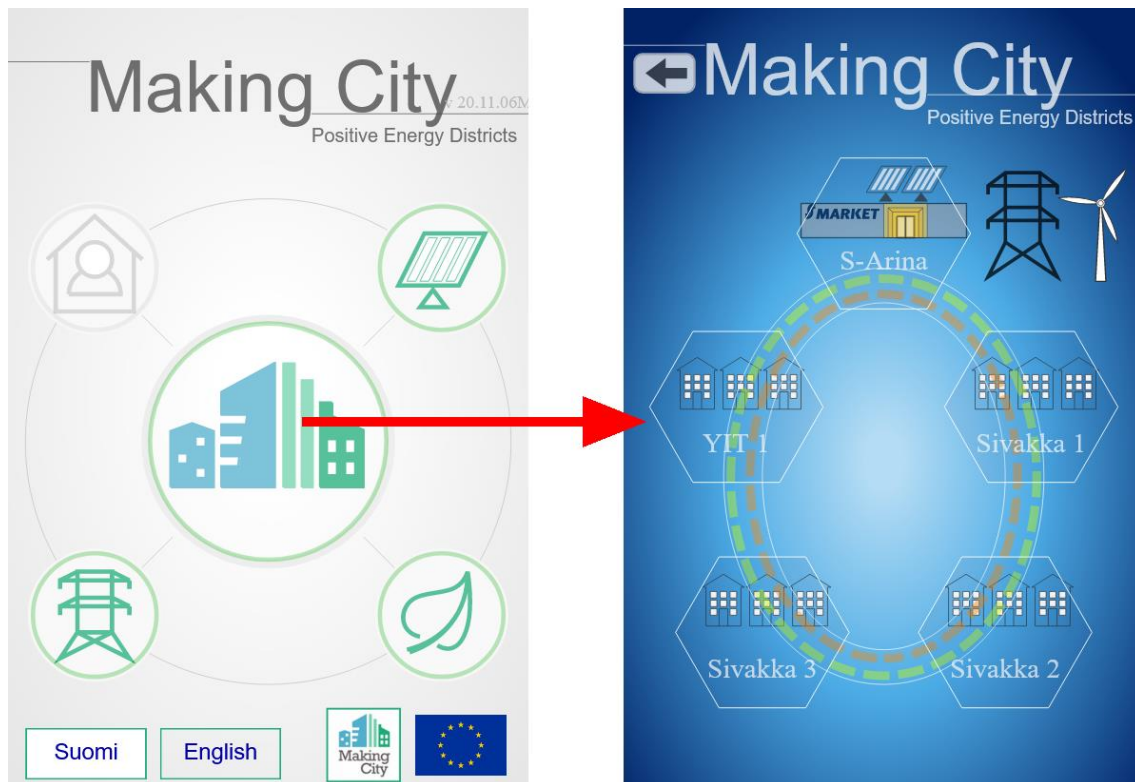 Making City
v 20.11.06M
Positive Energy Districts
Suomi
English
Making
City
Making City
Positive Energy Districts
S MARKET
S-Arina
YIT 1
Sivakka 1
Sivakka 3
Sivakka 2